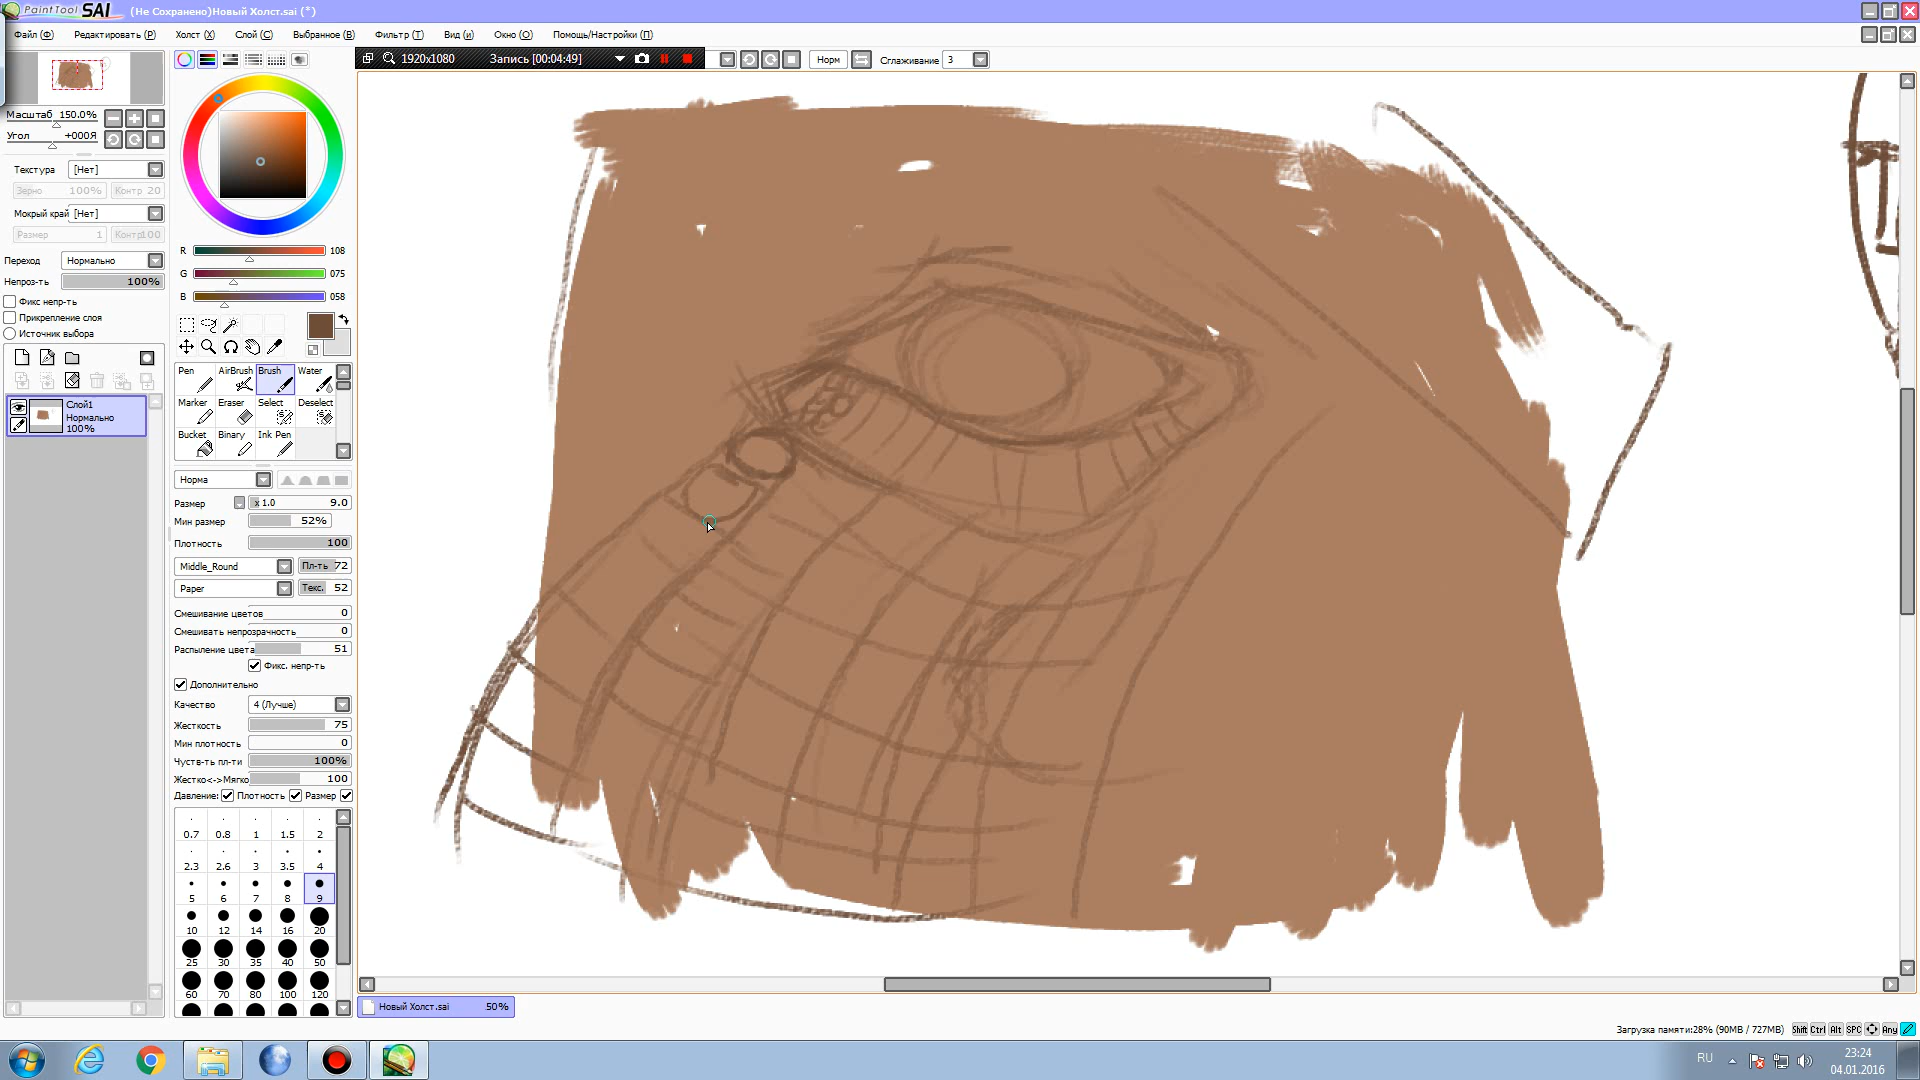 PaintTool SAI (Не Сохранено)Новый Холст.sai (*)
Файл (Ф) Редактировать (P) Холст (X) Слой (C) Выбранное (B) Фильтр (T) Вид (и) Окно (O) Помощь/Настройки (П)
1920x1080 Запись [00:04:49] Норм Сглаживание 3
Масштаб 150.0%
Угол +000Я
Текстура [Нет]
Зерно 100% Контр 20
Мокрый край [Нет]
Размер 1 Контр 100
Переход Нормально
Непроз-ть 100%
Фикс непр-ть
Прикрепление слоя
Источник выбора
Слой1
Нормально
100%
R 108
G 075
B 058
Pen AirBrush Brush Water
Marker Eraser Select Deselect
Bucket Binary Ink Pen
Норма
Размер x 1.0 9.0
Мин размер 52%
Плотность 100
Middle_Round Пл-ть 72
Paper Текс. 52
Смешивание цветов 0
Смешивать непрозрачность 0
Распыление цвета 51
Фикс. непр-ть
Дополнительно
Качество 4 (Лучше)
Жесткость 75
Мин плотность 0
Чуств-ть пл-ти 100%
Жестко<->Мягко 100
Давление: Плотность Размер
0.7 0.8 1 1.5 2
2.3 2.6 3 3.5 4
5 6 7 8 9
10 12 14 16 20
25 30 35 40 50
60 70 80 100 120
Новый Холст.sai 50%
Загрузка памяти:28% (90MB / 727MB) Shift Ctrl Alt SPC Any
RU 23:24
04.01.2016